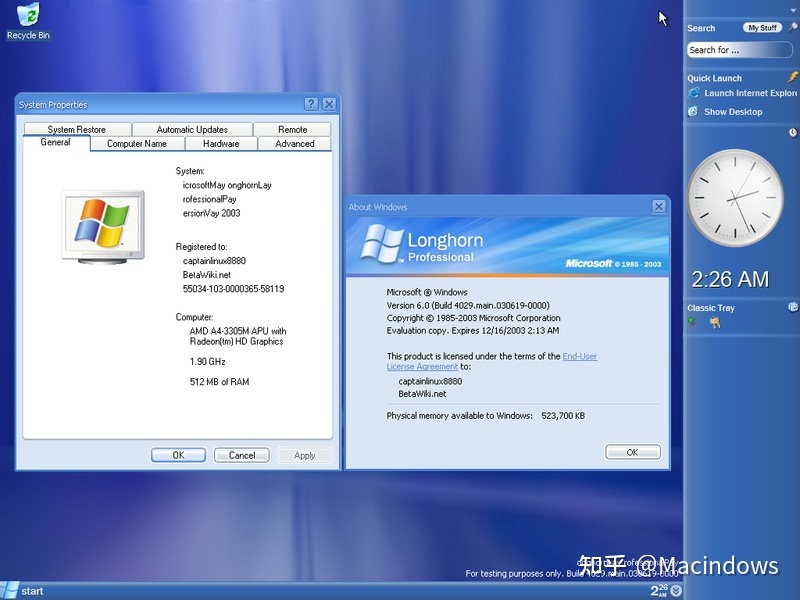 Recycle Bin
System Properties
System Restore
Automatic Updates
Remote
General
Computer Name
Hardware
Advanced
System:
icrosoftMay onghornLay
rofessionalPay
ersionVay 2003
Registered to:
captainlinux8880
BetaWiki.net
55034-103-0000365-58119
Computer:
AMD A4-3305M APU with
Radeon(tm) HD Graphics
1.90 GHz
512 MB of RAM
OK
Cancel
Apply
About Windows
Longhorn
Professional
Microsoft © 1985 - 2003
Microsoft ® Windows
Version 6.0 (Build 4029.main.030619-0000)
Copyright © 1985-2003 Microsoft Corporation
Evaluation copy. Expires 12/16/2003 2:13 AM
This product is licensed under the terms of the End-User
License Agreement to:
captainlinux8880
BetaWiki.net
Physical memory available to Windows: 523,700 KB
OK
Search
My Stuff
Search for ...
Quick Launch
Launch Internet Explore
Show Desktop
2:26 AM
Classic Tray
知乎 @Macindows
For testing purposes only. Build 4029.main.030619-0000
start
2 26 AM